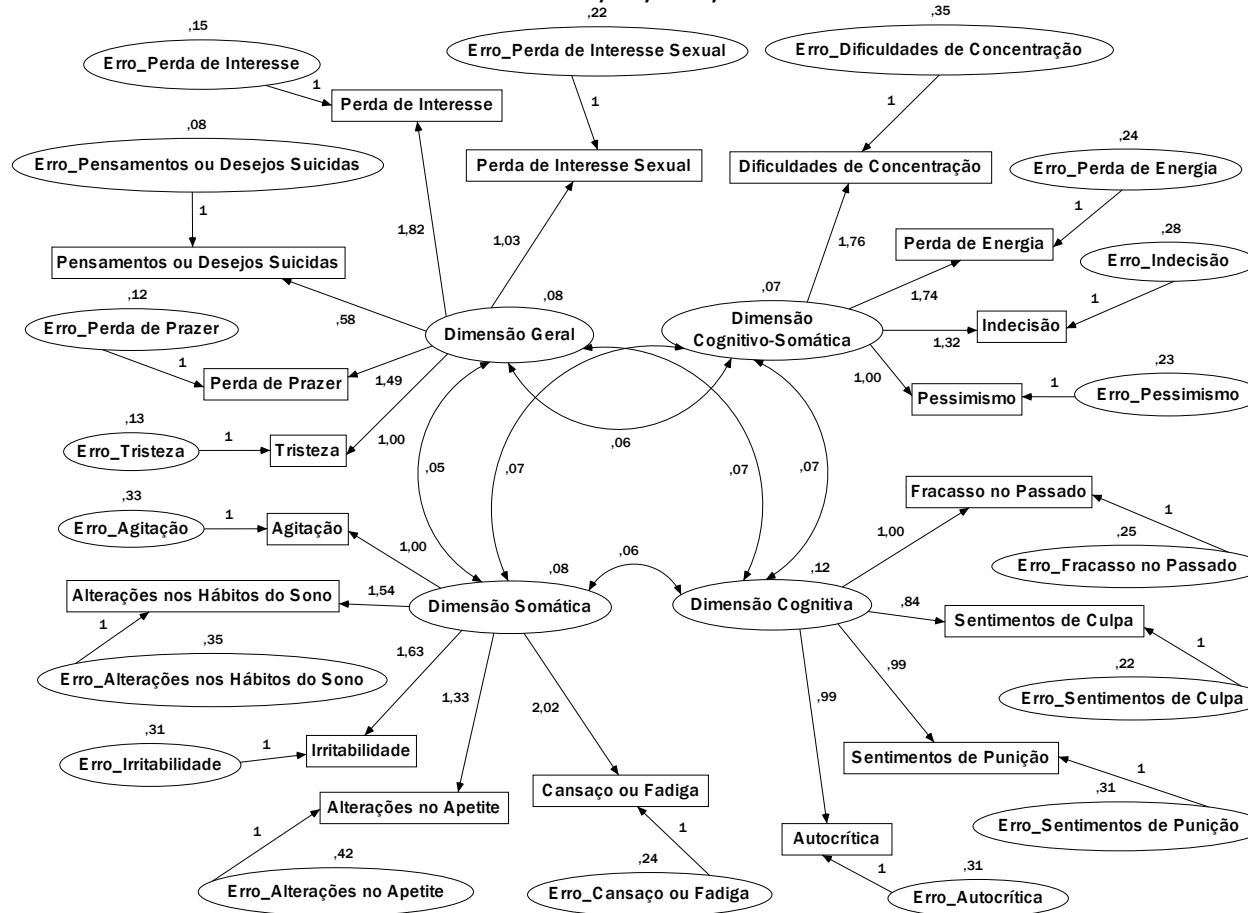 ,15
Erro_Perda de Interesse
1
Perda de Interesse
,22
Erro_Perda de Interesse Sexual
1
Perda de Interesse Sexual
,35
Erro_Dificuldades de Concentração
1
Dificuldades de Concentração
,08
Erro_Pensamentos ou Desejos Suicidas
1
Pensamentos ou Desejos Suicidas
,24
Erro_Perda de Energia
1
Perda de Energia
,28
Erro_Indecisão
1
Indecisão
,12
Erro_Perda de Prazer
1
Perda de Prazer
1,82
1,03
,58
1,49
1,00
,08
Dimensão Geral
,07
Dimensão
Cognitivo-Somática
1,76
1,74
1,32
1,00
,23
Erro_Pessimismo
1
Pessimismo
,13
Erro_Tristeza
1
Tristeza
,06
,05
,07
,07
,07
,06
,33
Erro_Agitação
1
Agitação
1,00
Fracasso no Passado
1
,25
Erro_Fracasso no Passado
1,00
,08
Dimensão Somática
,12
Dimensão Cognitiva
Alterações nos Hábitos do Sono
1,54
1
,35
Erro_Alterações nos Hábitos do Sono
,84
Sentimentos de Culpa
1
,22
Erro_Sentimentos de Culpa
1,63
1,33
2,02
,99
,99
,31
Erro_Irritabilidade
1
Irritabilidade
Sentimentos de Punição
1
,31
Erro_Sentimentos de Punição
Alterações no Apetite
1
,42
Erro_Alterações no Apetite
Cansaço ou Fadiga
1
,24
Erro_Cansaço ou Fadiga
Autocrítica
1
,31
Erro_Autocrítica